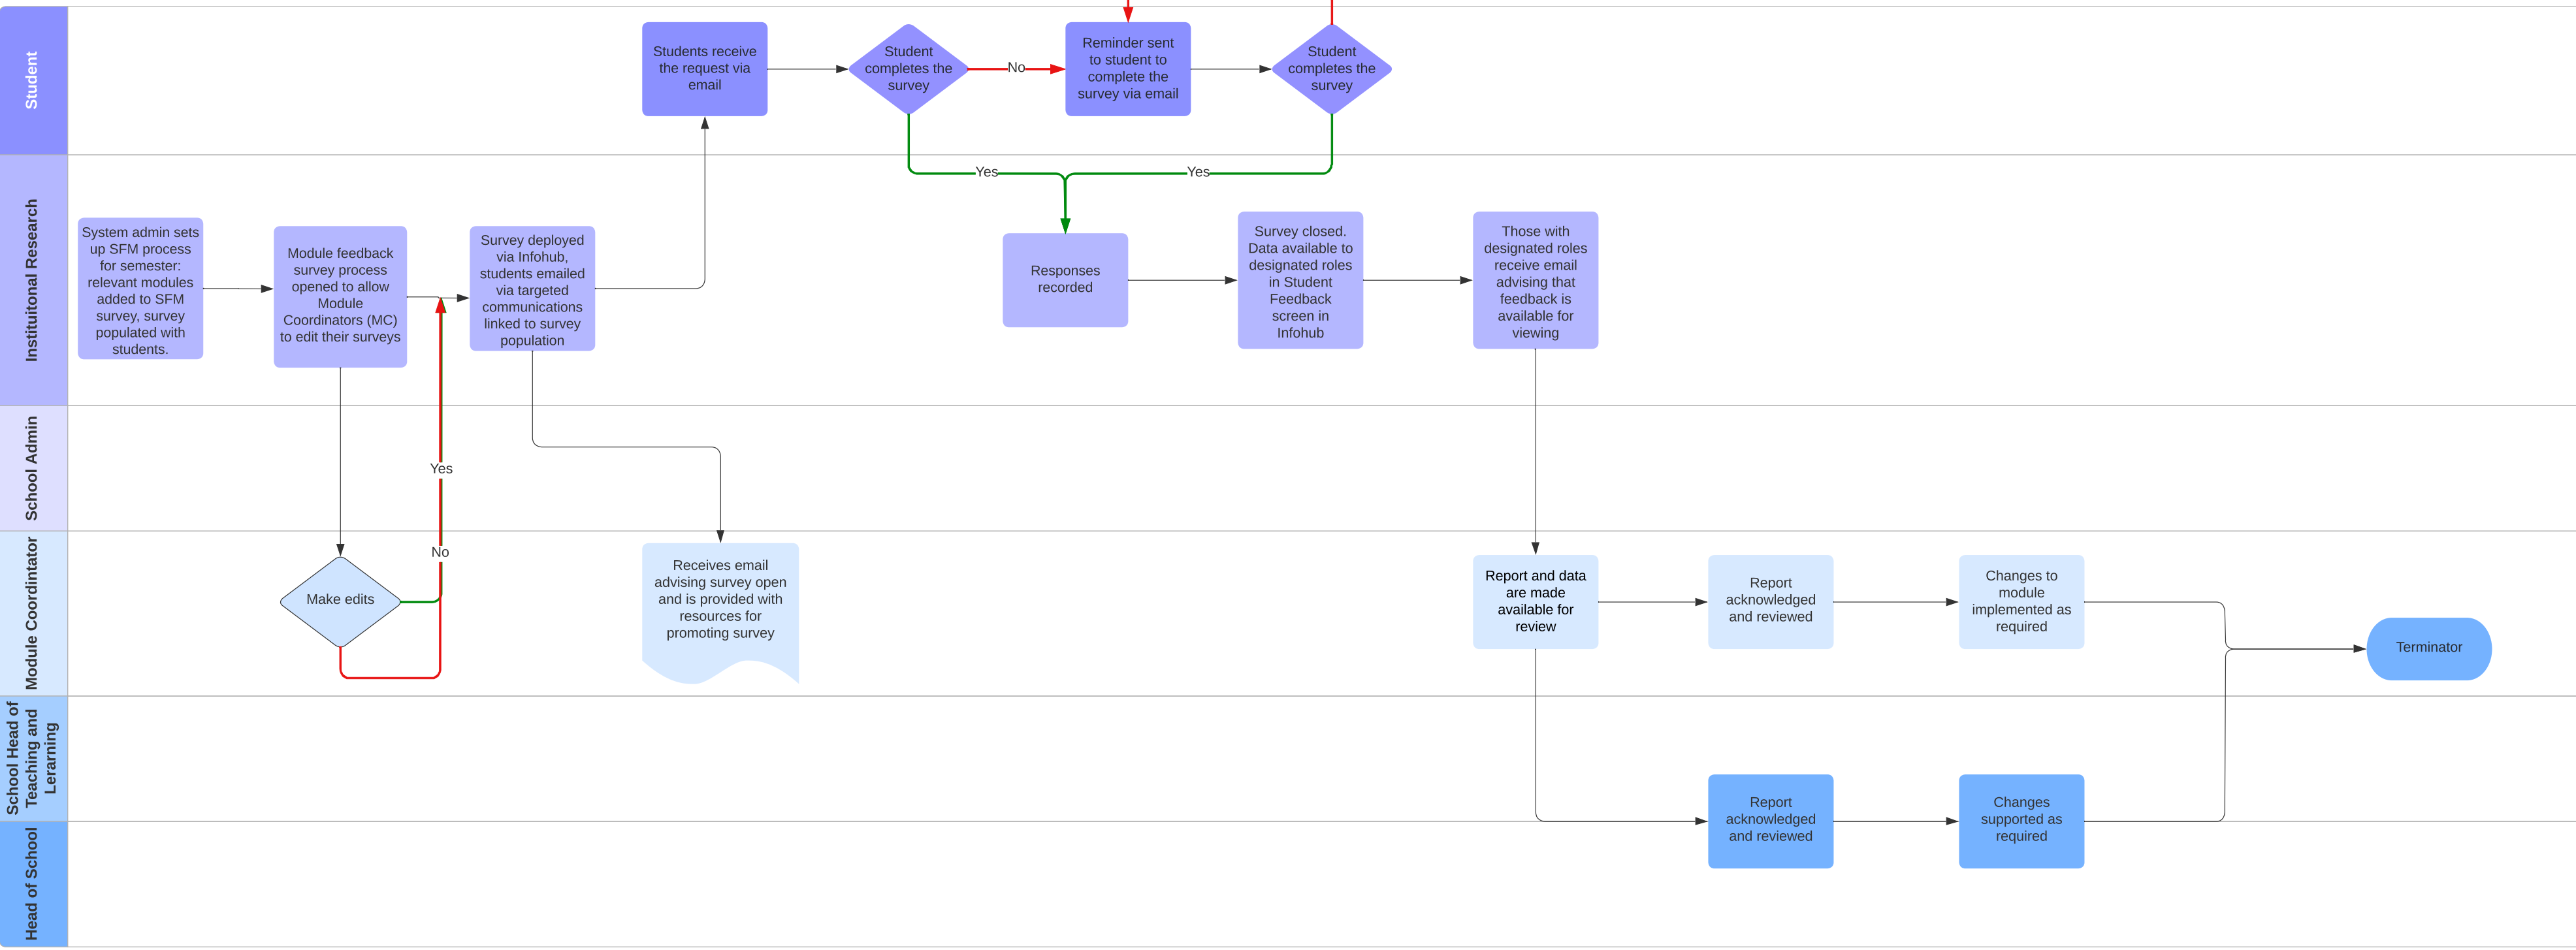 Student
Students receive
the request via
email
Student
completes the
survey
No
Reminder sent
to student to
complete the
survey via email
Student
completes the
survey
Instituitonal Research
Yes
Yes
System admin sets
up SFM process
for semester:
relevant modules
added to SFM
survey, survey
populated with
students.
Module feedback
survey process
opened to allow
Module
Coordinators (MC)
to edit their surveys
Survey deployed
via Infohub,
students emailed
via targeted
communications
linked to survey
population
Responses
recorded
Survey closed.
Data available to
designated roles
in Student
Feedback
screen in
Infohub
Those with
designated roles
receive email
advising that
feedback is
available for
viewing
School Admin
Yes
Module Coordintator
No
Make edits
Receives email
advising survey open
and is provided with
resources for
promoting survey
Report and data
are made
available for
review
Report
acknowledged
and reviewed
Changes to
module
implemented as
required
Terminator
School Head of
Teaching and
Lerarning
Report
acknowledged
and reviewed
Changes
supported as
required
Head of School